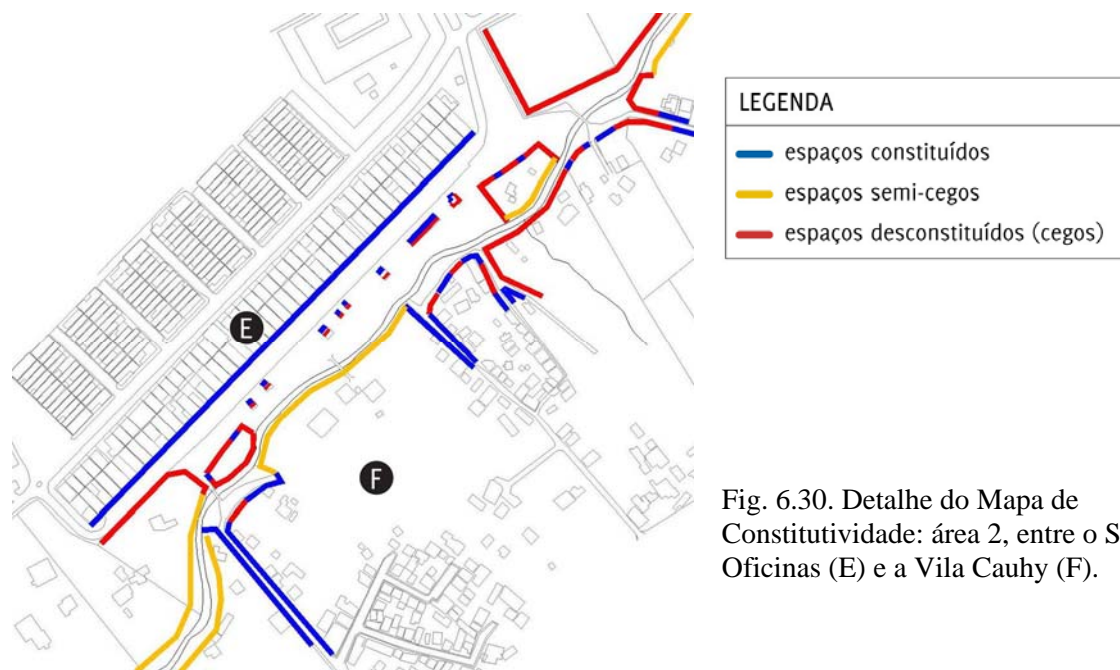 LEGENDA
espaços constituídos
espaços semi-cegos
espaços desconstituídos (cegos)
E
F
Fig. 6.30. Detalhe do Mapa de
Constitutividade: área 2, entre o S
Oficinas (E) e a Vila Cauhy (F).